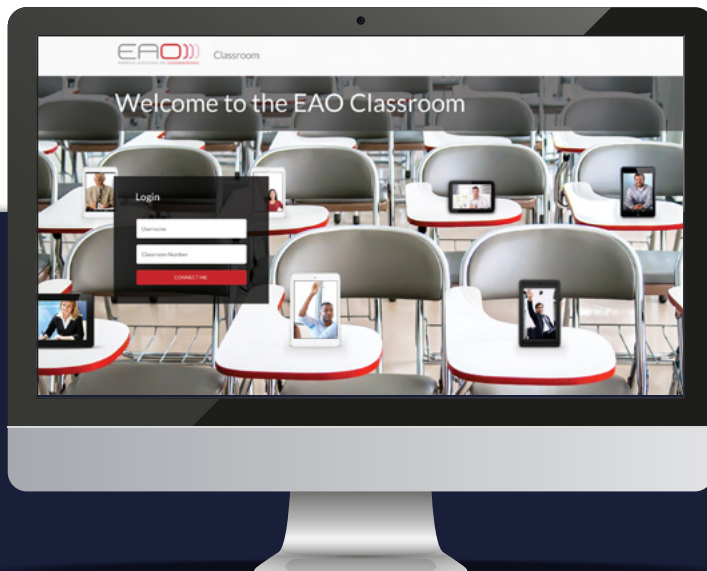 EAO))) Classroom
Welcome to the EAO Classroom
Login
Username
Classroom Number
CONNECT ME